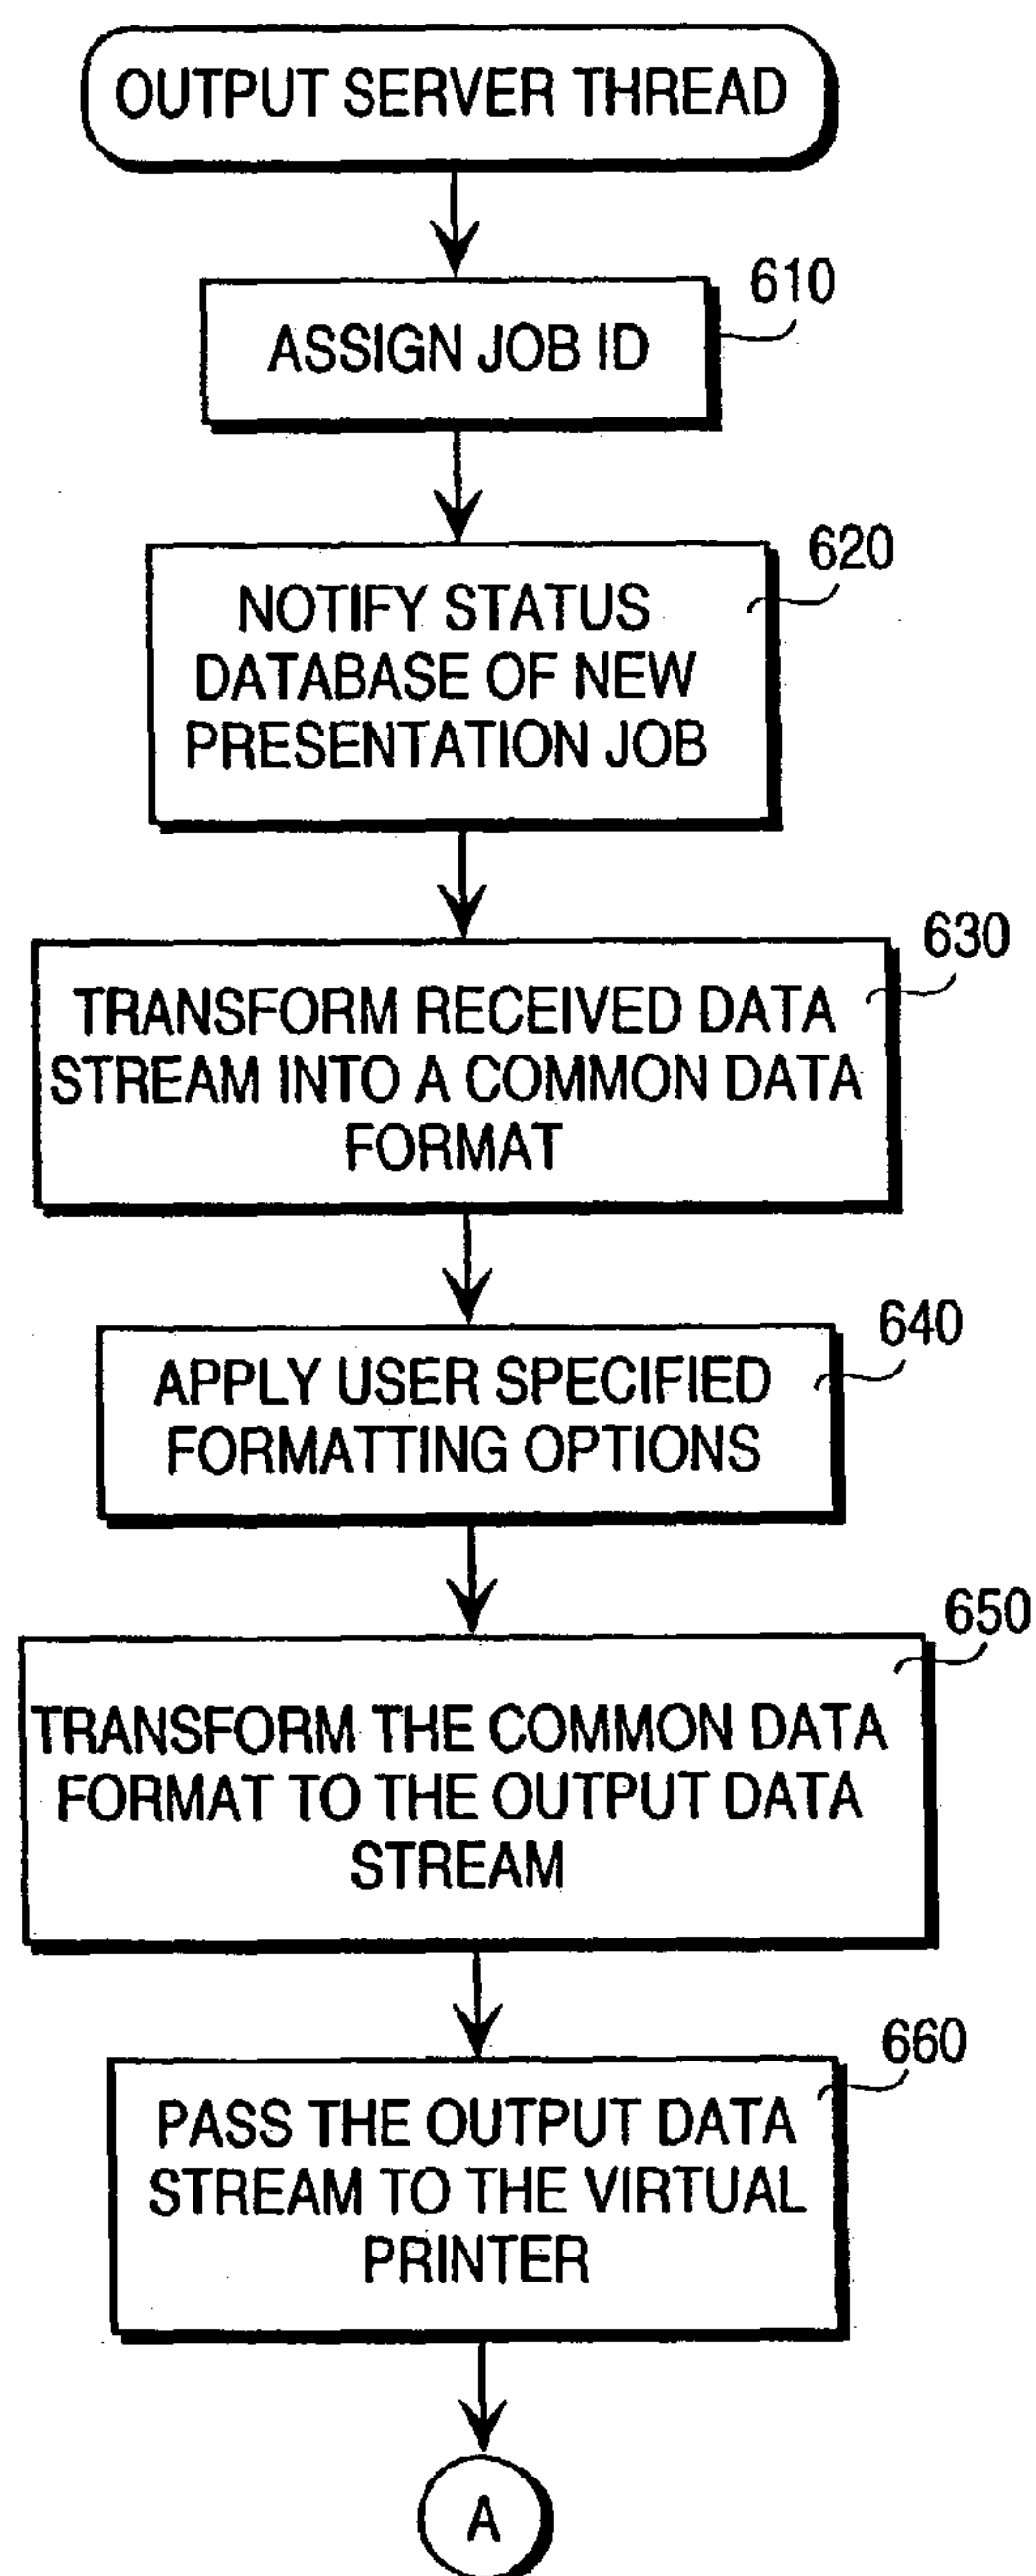 OUTPUT SERVER THREAD
610
ASSIGN JOB ID
620
NOTIFY STATUS
DATABASE OF NEW
PRESENTATION JOB
630
TRANSFORM RECEIVED DATA
STREAM INTO A COMMON DATA
FORMAT
640
APPLY USER SPECIFIED
FORMATTING OPTIONS
650
TRANSFORM THE COMMON DATA
FORMAT TO THE OUTPUT DATA
STREAM
660
PASS THE OUTPUT DATA
STREAM TO THE VIRTUAL
PRINTER
A